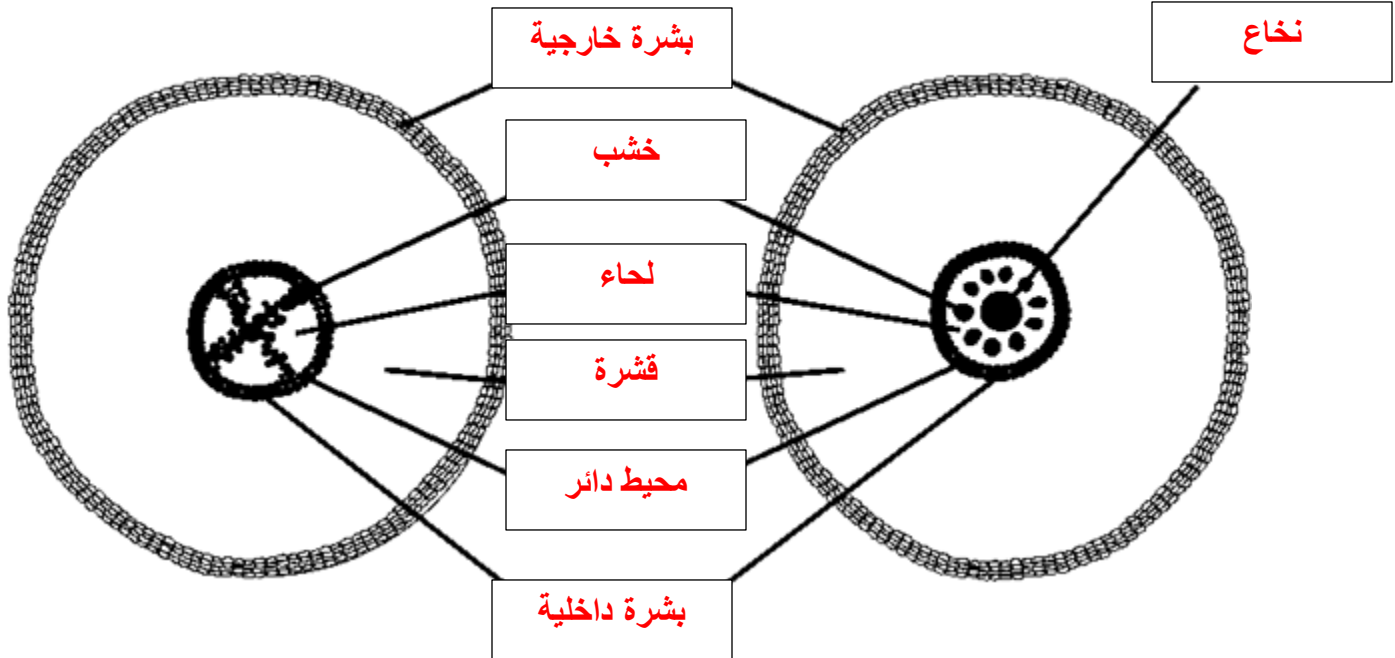 بشرة خارجية
نخاع
خشب
لحاء
قشرة
محيط دائر
بشرة داخلية